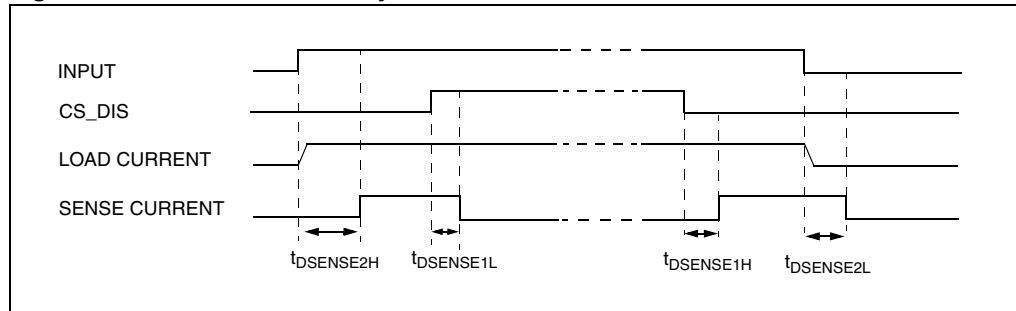 INPUT
CS_DIS
LOAD CURRENT
SENSE CURRENT
tDSENSE2H tDSENSE1L tDSENSE1H tDSENSE2L